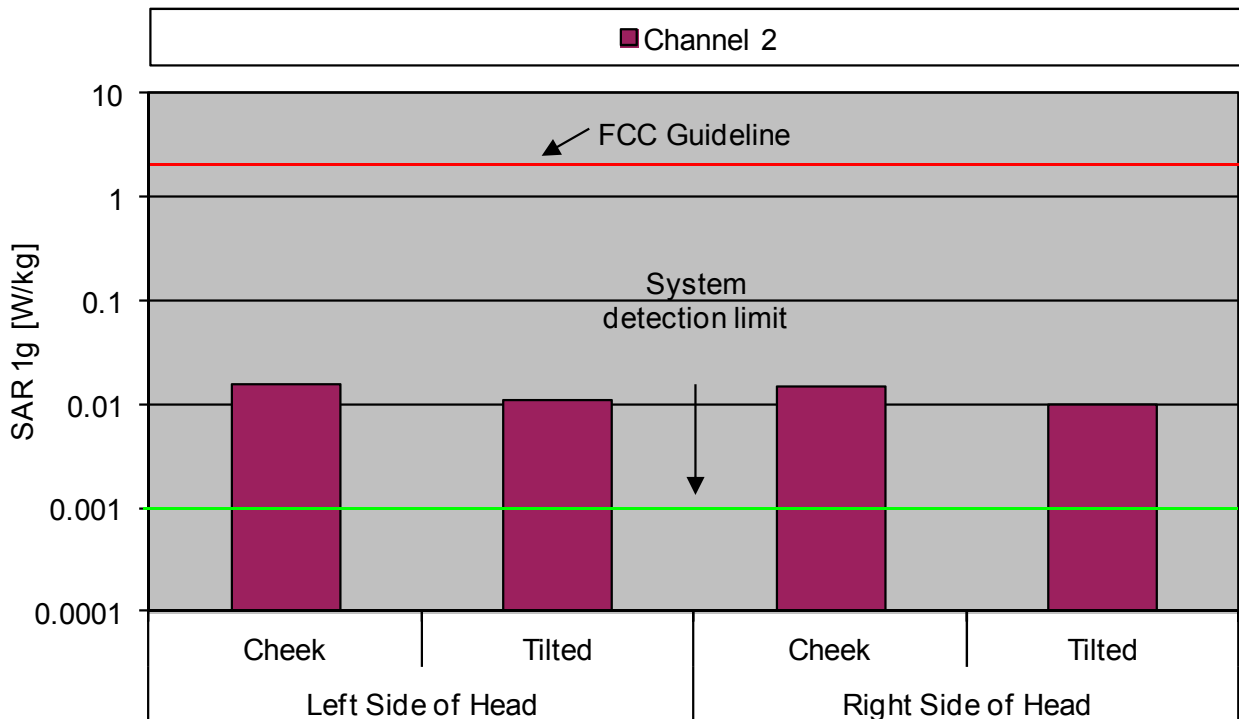 Channel 2
10
FCC Guideline
1
SAR 1g [W/kg]
0.1
System
detection limit
0.01
0.001
0.0001
Cheek Tilted Cheek Tilted
Left Side of Head Right Side of Head